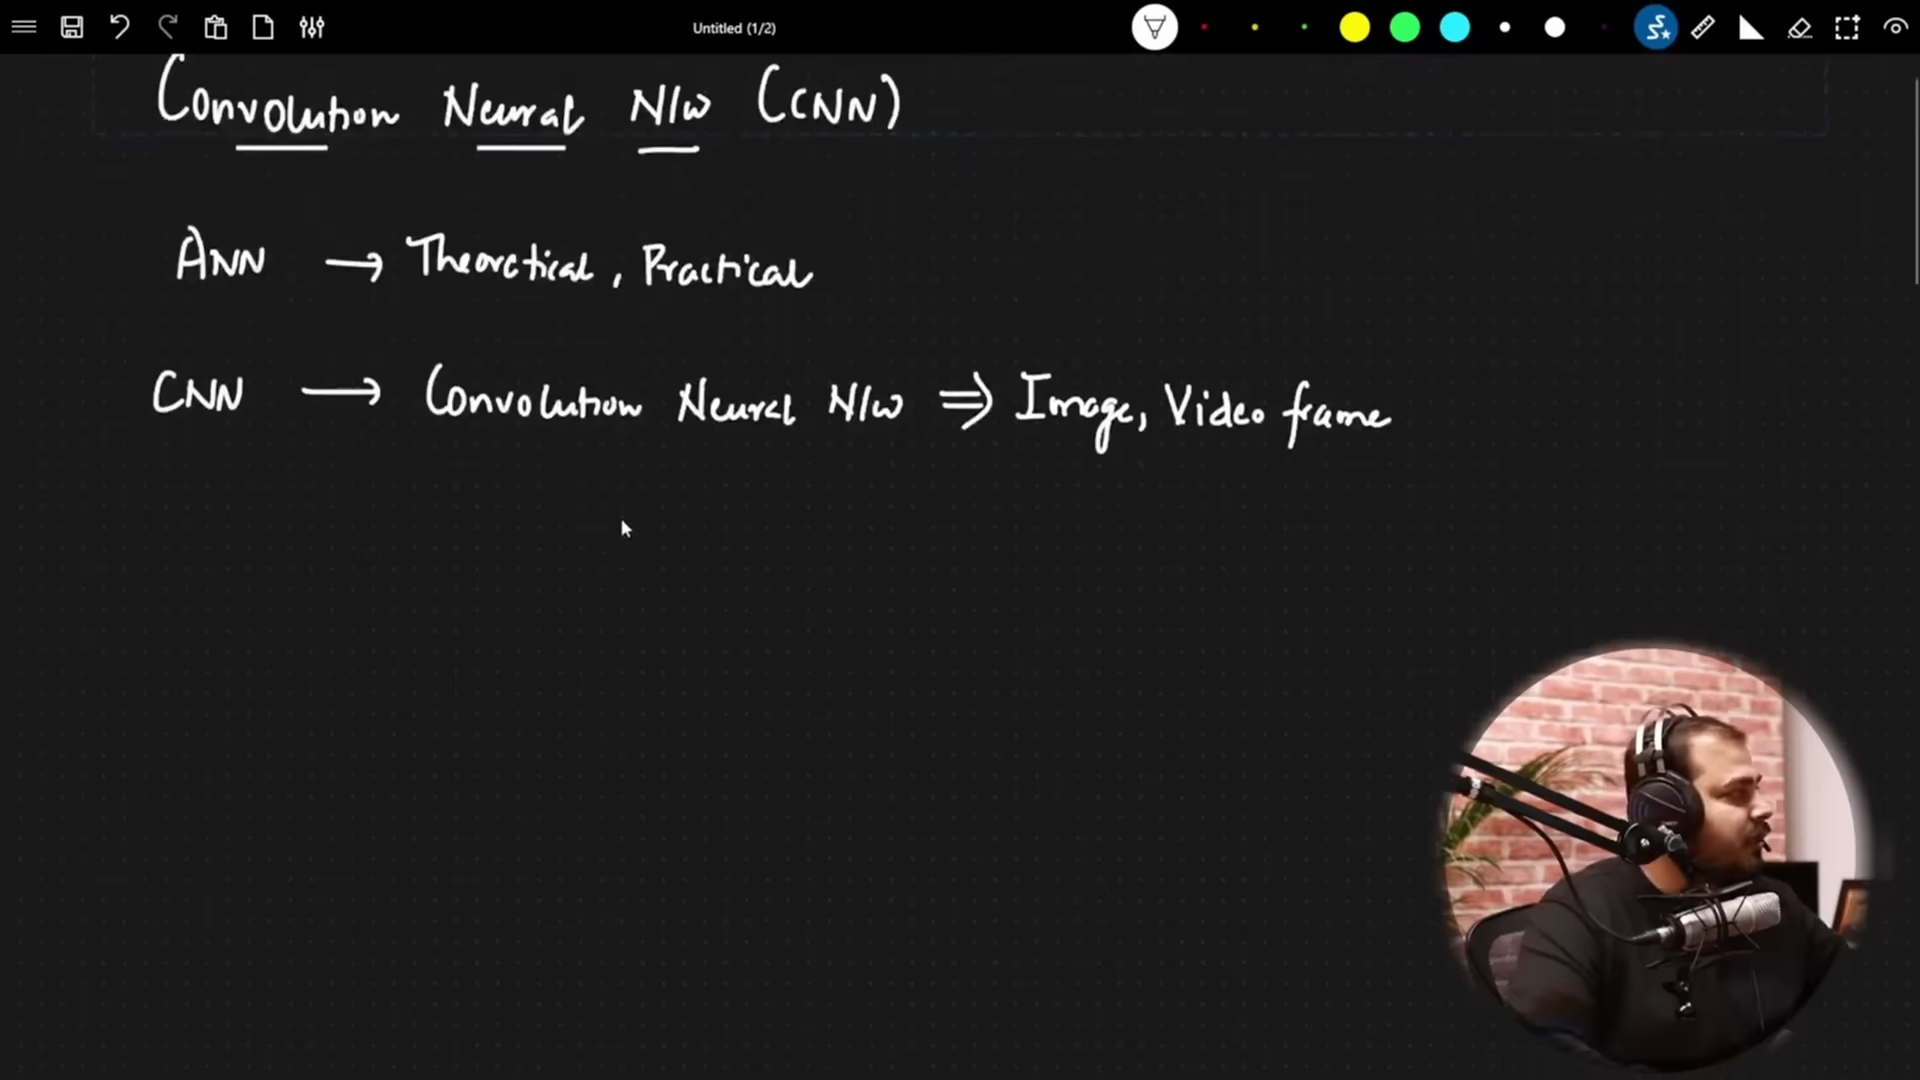 Untitled (1/2)
Convolution Neural N/w (CNN)
ANN → Theoretical, Practical
CNN → Convolution Neural N/w ⇒ Image, Video frame